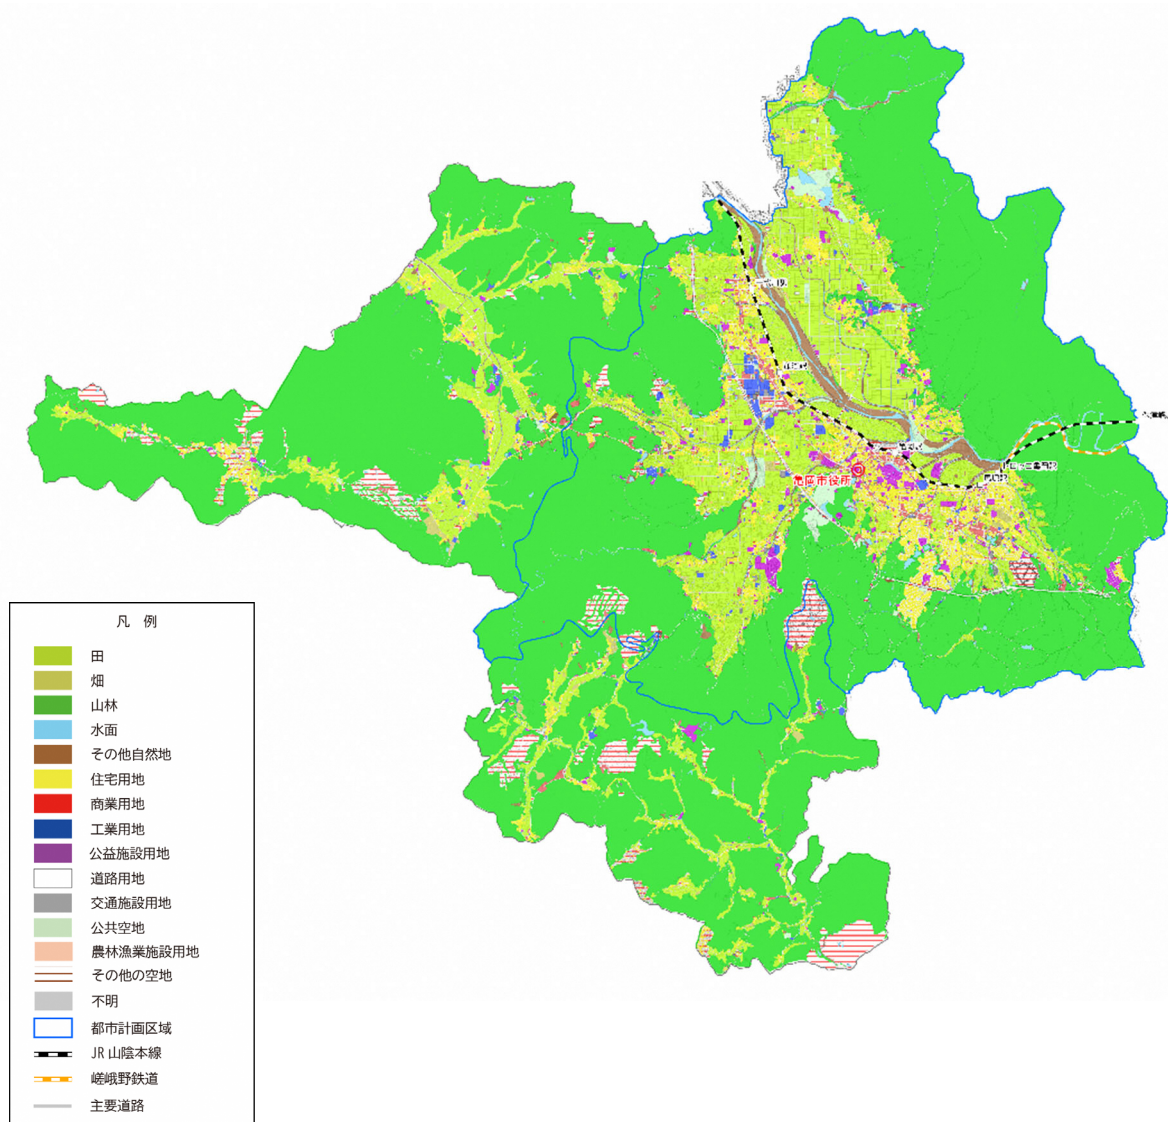 亀岡市役所
凡 例
田
畑
山林
水面
その他自然地
住宅用地
商業用地
工業用地
公益施設用地
道路用地
交通施設用地
公共空地
農林漁業施設用地
その他の空地
不明
都市計画区域
JR 山陰本線
嵯峨野鉄道
主要道路